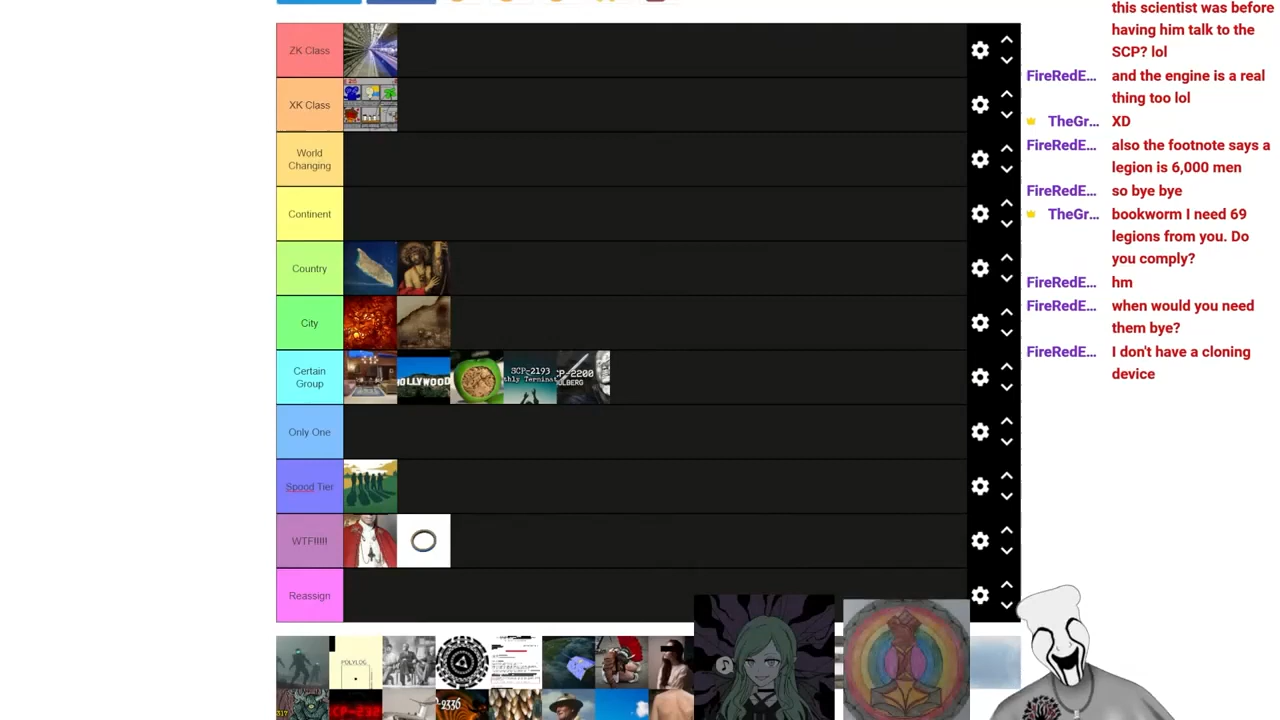 ZK Class
XK Class
World
Changing
Continent
Country
City
Certain
Group
HOLLYWOOD
SCP-2193
CP-2200
Only One
Spood Tier
WTF!!!!!
Reassign
POLYLOG
2336
this scientist was before
having him talk to the
SCP? lol
FireRedE... and the engine is a real
thing too lol
TheGr... XD
FireRedE... also the footnote says a
legion is 6,000 men
FireRedE... so bye bye
TheGr... bookworm I need 69
legions from you. Do
you comply?
FireRedE... hm
FireRedE... when would you need
them bye?
FireRedE... I don't have a cloning
device